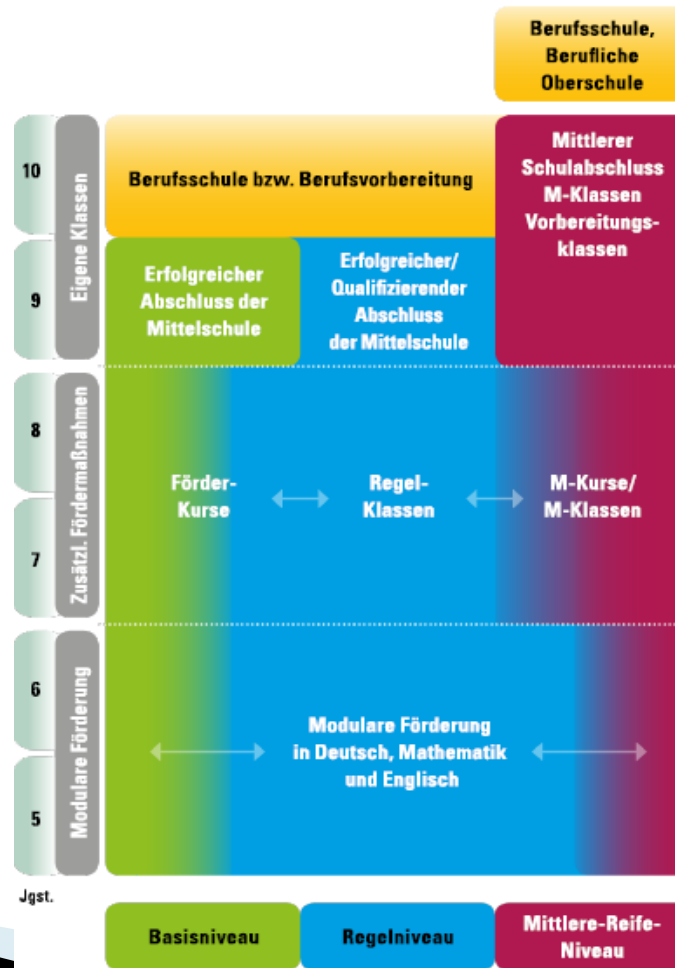 Berufsschule,
Berufliche
Oberschule
10
9
Eigene Klassen
Berufsschule bzw. Berufsvorbereitung
Mittlerer
Schulabschluss
M-Klassen
Vorbereitungs-
klassen
Erfolgreicher
Abschluss der
Mittelschule
Erfolgreicher/
Qualifizierender
Abschluss
der Mittelschule
8
7
Zusätzl. Fördermaßnahmen
Förder-
Kurse
Regel-
Klassen
M-Kurse/
M-Klassen
6
5
Modulare Förderung
Modulare Förderung
in Deutsch, Mathematik
und Englisch
Jgst.
Basisniveau
Regelniveau
Mittlere-Reife-
Niveau